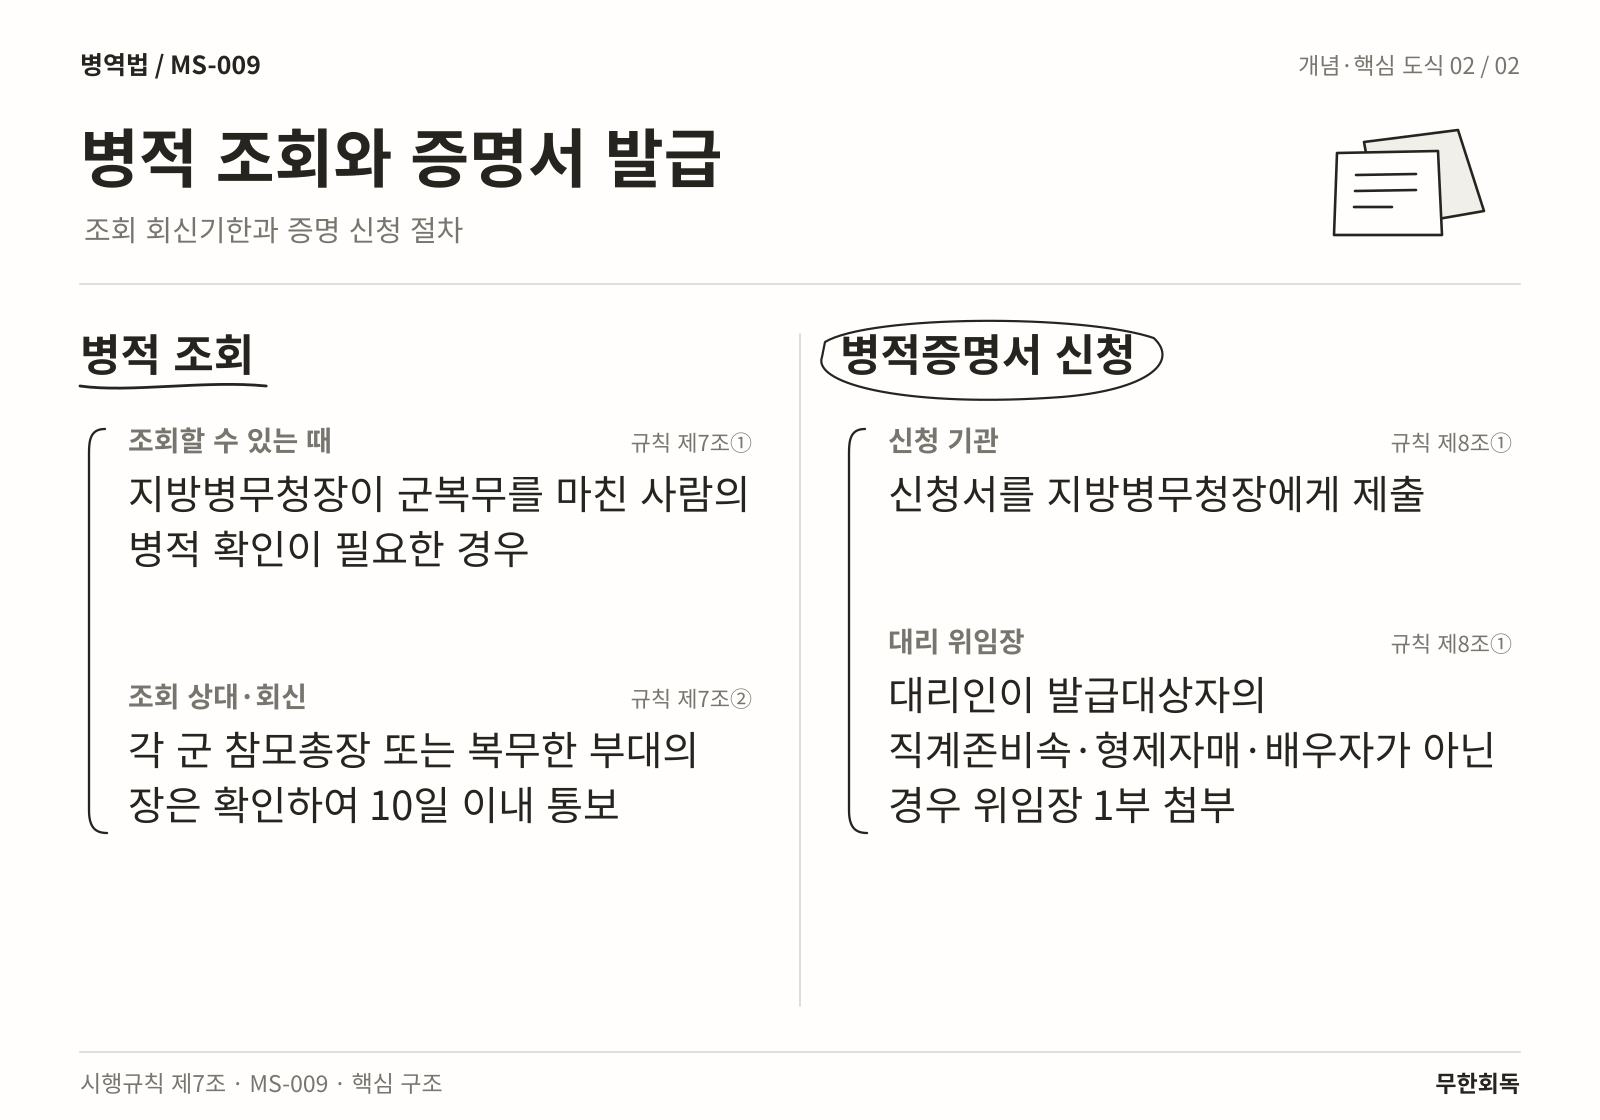 병역법 / MS-009
개념·핵심 도식 02 / 02
병적 조회와 증명서 발급
조회 회신기한과 증명 신청 절차
병적 조회
조회할 수 있는 때
규칙 제7조①
지방병무청장이 군복무를 마친 사람의
병적 확인이 필요한 경우
조회 상대·회신
규칙 제7조②
각 군 참모총장 또는 복무한 부대의
장은 확인하여 10일 이내 통보
병적증명서 신청
신청 기관
규칙 제8조①
신청서를 지방병무청장에게 제출
대리 위임장
규칙 제8조①
대리인이 발급대상자의
직계존비속·형제자매·배우자가 아닌
경우 위임장 1부 첨부
시행규칙 제7조 · MS-009 · 핵심 구조
무한회독